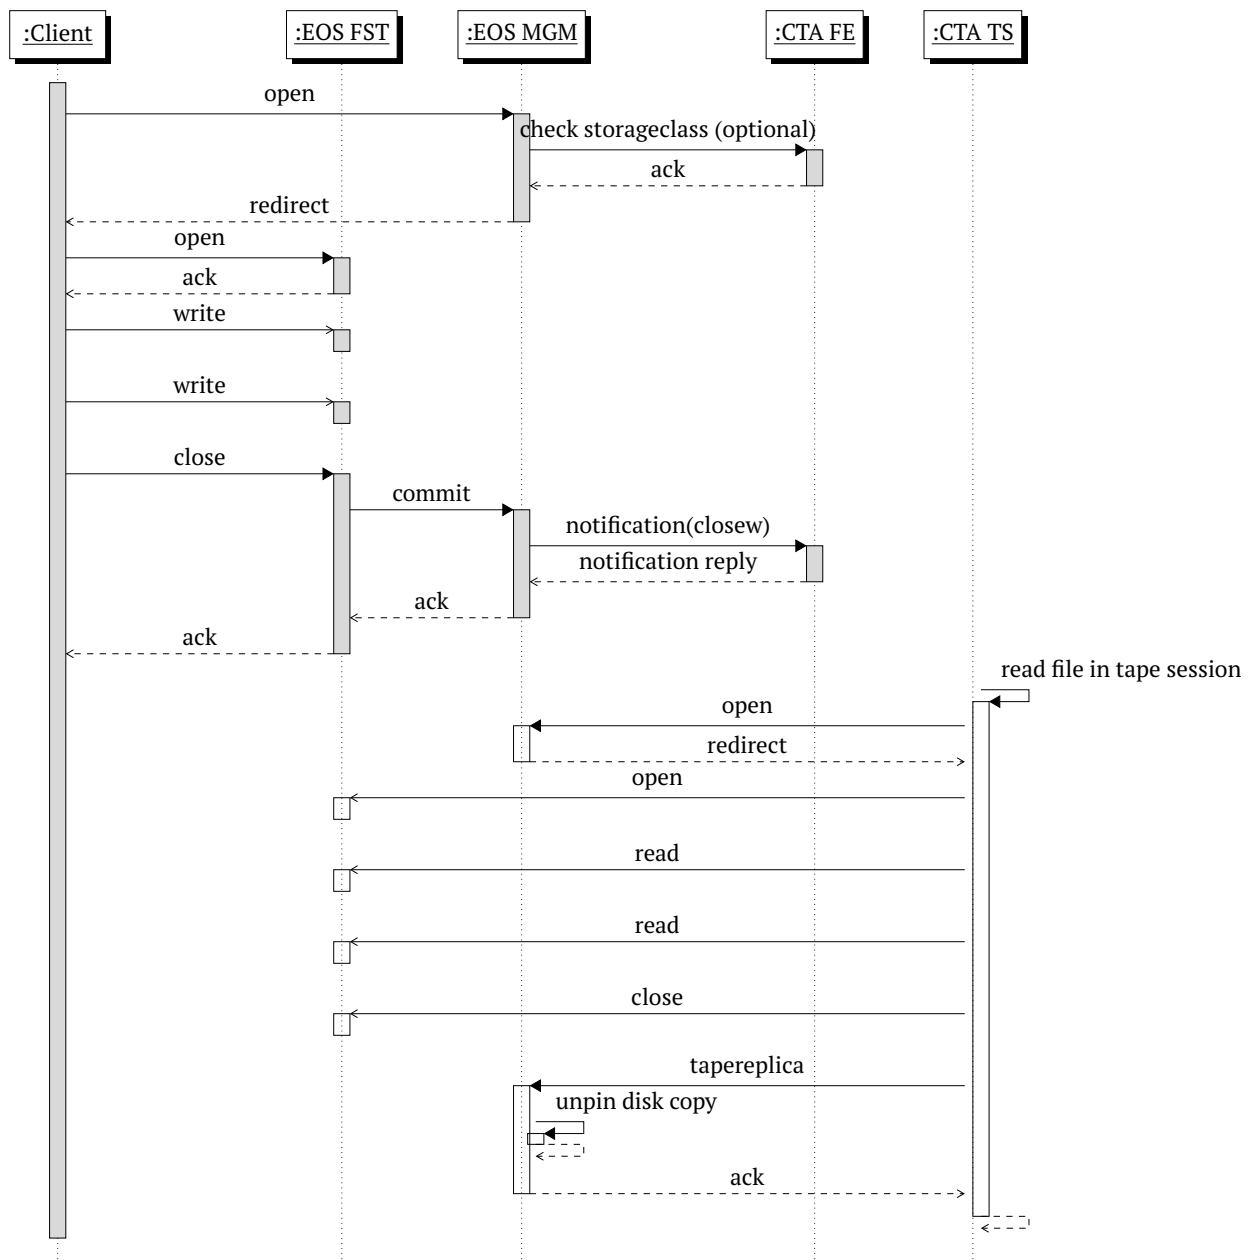 :Client
:EOS FST
:EOS MGM
:CTA FE
:CTA TS
open
check storageclass (optional)
ack
redirect
open
ack
write
write
close
commit
notification(closew)
notification reply
ack
ack
read file in tape session
open
redirect
open
read
read
close
tapereplica
unpin disk copy
ack